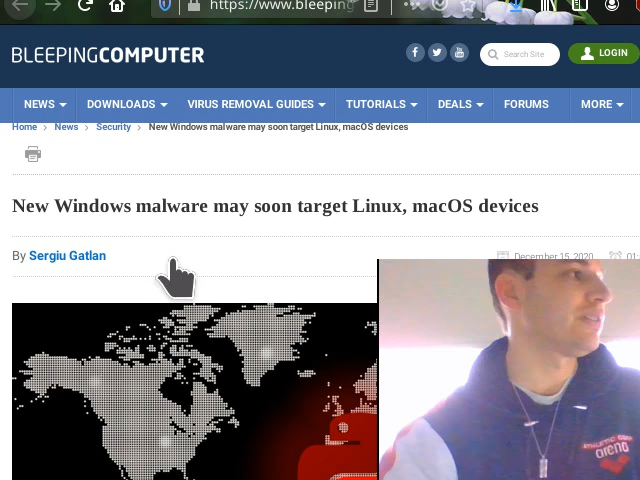 https://www.bleeping
BLEEPINGCOMPUTER
Search Site
LOGIN
NEWS DOWNLOADS VIRUS REMOVAL GUIDES TUTORIALS DEALS FORUMS MORE
Home > News > Security > New Windows malware may soon target Linux, macOS devices
New Windows malware may soon target Linux, macOS devices
By Sergiu Gatlan
December 15, 2020 01:
arena